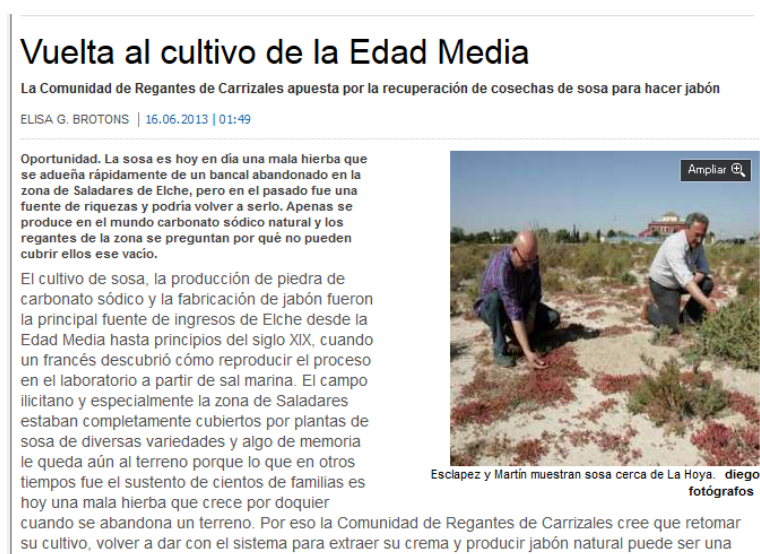 Vuelta al cultivo de la Edad Media
La Comunidad de Regantes de Carrizales apuesta por la recuperación de cosechas de sosa para hacer jabón
ELISA G. BROTONS | 16.06.2013 | 01:49
Oportunidad. La sosa es hoy en día una mala hierba que
se adueña rápidamente de un bancal abandonado en la
zona de Saladares de Elche, pero en el pasado fue una
fuente de riquezas y podría volver a serlo. Apenas se
produce en el mundo carbonato sódico natural y los
regantes de la zona se preguntan por qué no pueden
cubrir ellos ese vacío.
Ampliar
El cultivo de sosa, la producción de piedra de
carbonato sódico y la fabricación de jabón fueron
la principal fuente de ingresos de Elche desde la
Edad Media hasta principios del siglo XIX, cuando
un francés descubrió cómo reproducir el proceso
en el laboratorio a partir de sal marina. El campo
ilicitano y especialmente la zona de Saladares
estaban completamente cubiertos por plantas de
sosa de diversas variedades y algo de memoria
le queda aún al terreno porque lo que en otros
tiempos fue el sustento de cientos de familias es
hoy una mala hierba que crece por doquier
cuando se abandona un terreno. Por eso la Comunidad de Regantes de Carrizales cree que retomar
su cultivo, volver a dar con el sistema para extraer su crema y producir jabón natural puede ser una
Esclapez y Martín muestran sosa cerca de La Hoya. diego
fotógrafos